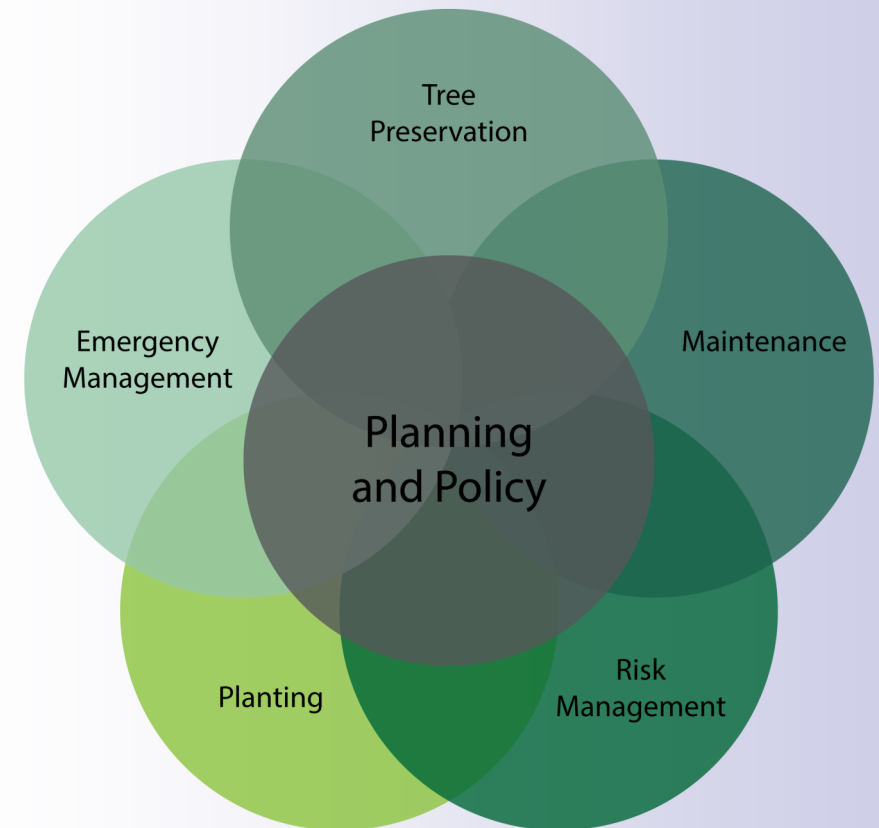 Tree
Preservation
Emergency
Management
Maintenance
Planning
and Policy
Planting
Risk
Management